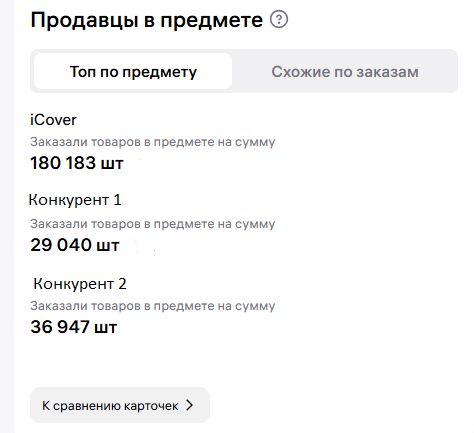 Продавцы в предмете ?
Топ по предмету
Схожие по заказам
iCover
Заказали товаров в предмете на сумму
180 183 шт
Конкурент 1
Заказали товаров в предмете на сумму
29 040 шт
Конкурент 2
Заказали товаров в предмете на сумму
36 947 шт
К сравнению карточек